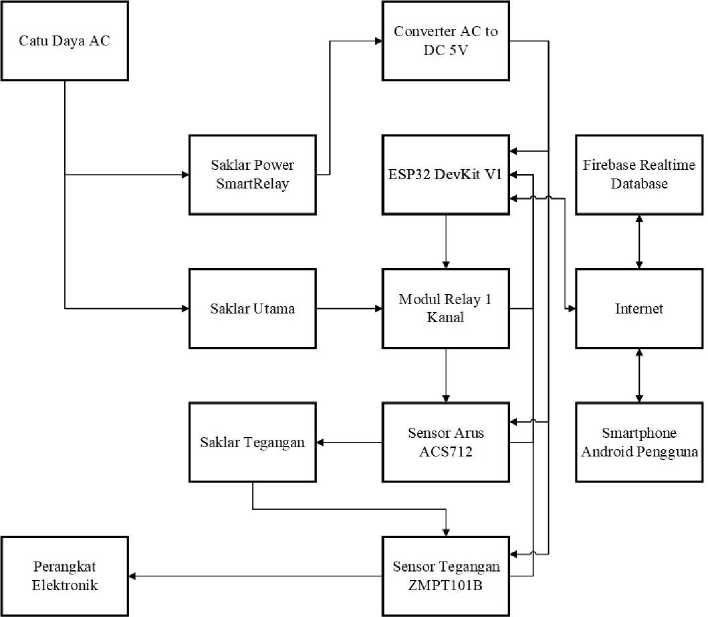 Catu Daya AC
Converter AC to
DC 5V
Saklar Power
SmartRelay
ESP32 DevKit V1
Firebase Realtime
Database
Saklar Utama
Modul Relay 1
Kanal
Internet
Saklar Tegangan
Sensor Arus
ACS712
Smartphone
Android Pengguna
Perangkat
Elektronik
Sensor Tegangan
ZMPT101B